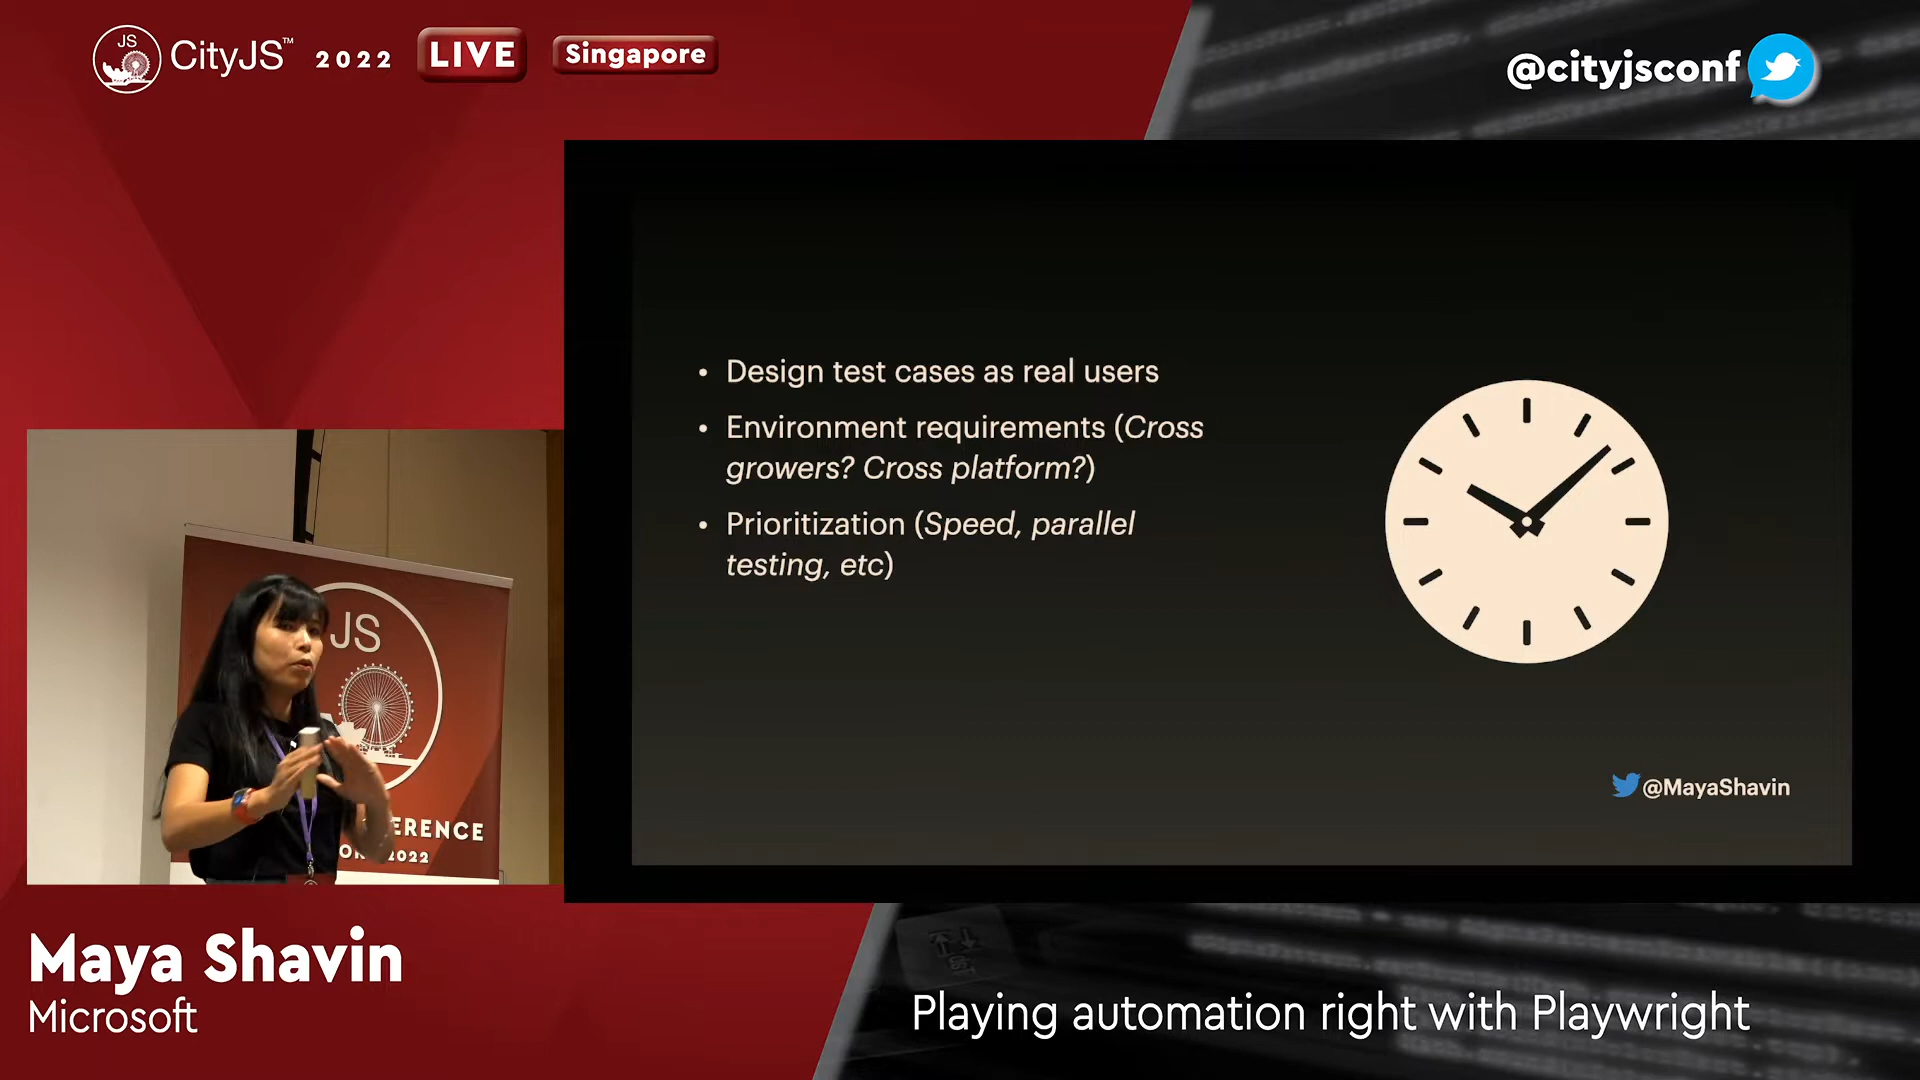 JS
CityJS™ 2022 LIVE Singapore
@cityjsconf
• Design test cases as real users
• Environment requirements (Cross
growers? Cross platform?)
• Prioritization (Speed, parallel
testing, etc)
@MayaShavin
JS
ERENCE
2022
Maya Shavin
Microsoft
Playing automation right with Playwright